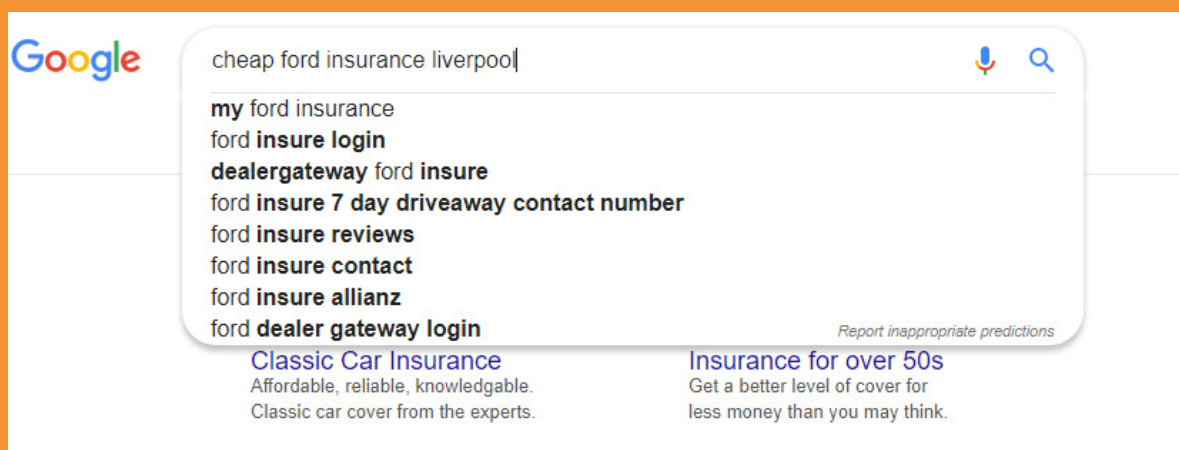 Google
cheap ford insurance liverpool
my ford insurance
ford insure login
dealergateway ford insure
ford insure 7 day driveaway contact number
ford insure reviews
ford insure contact
ford insure allianz
ford dealer gateway login
Report inappropriate predictions
Classic Car Insurance
Affordable, reliable, knowledgable.
Classic car cover from the experts.
Insurance for over 50s
Get a better level of cover for
less money than you may think.